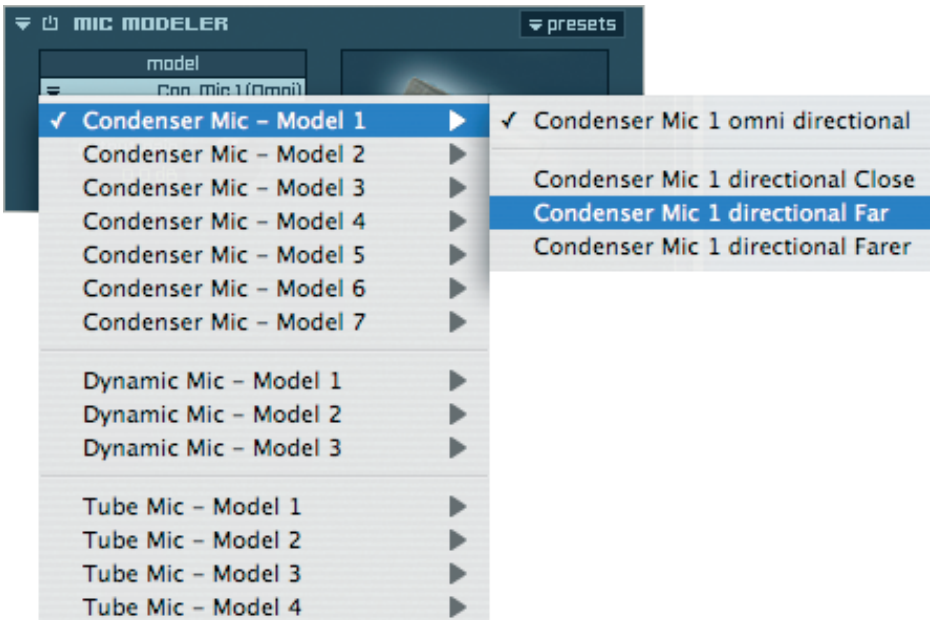 MIC MODELER
presets
model
Con. Mic 1 (Omni)
✓ Condenser Mic – Model 1
Condenser Mic – Model 2
Condenser Mic – Model 3
Condenser Mic – Model 4
Condenser Mic – Model 5
Condenser Mic – Model 6
Condenser Mic – Model 7
Dynamic Mic – Model 1
Dynamic Mic – Model 2
Dynamic Mic – Model 3
Tube Mic – Model 1
Tube Mic – Model 2
Tube Mic – Model 3
Tube Mic – Model 4
✓ Condenser Mic 1 omni directional
Condenser Mic 1 directional Close
Condenser Mic 1 directional Far
Condenser Mic 1 directional Farer